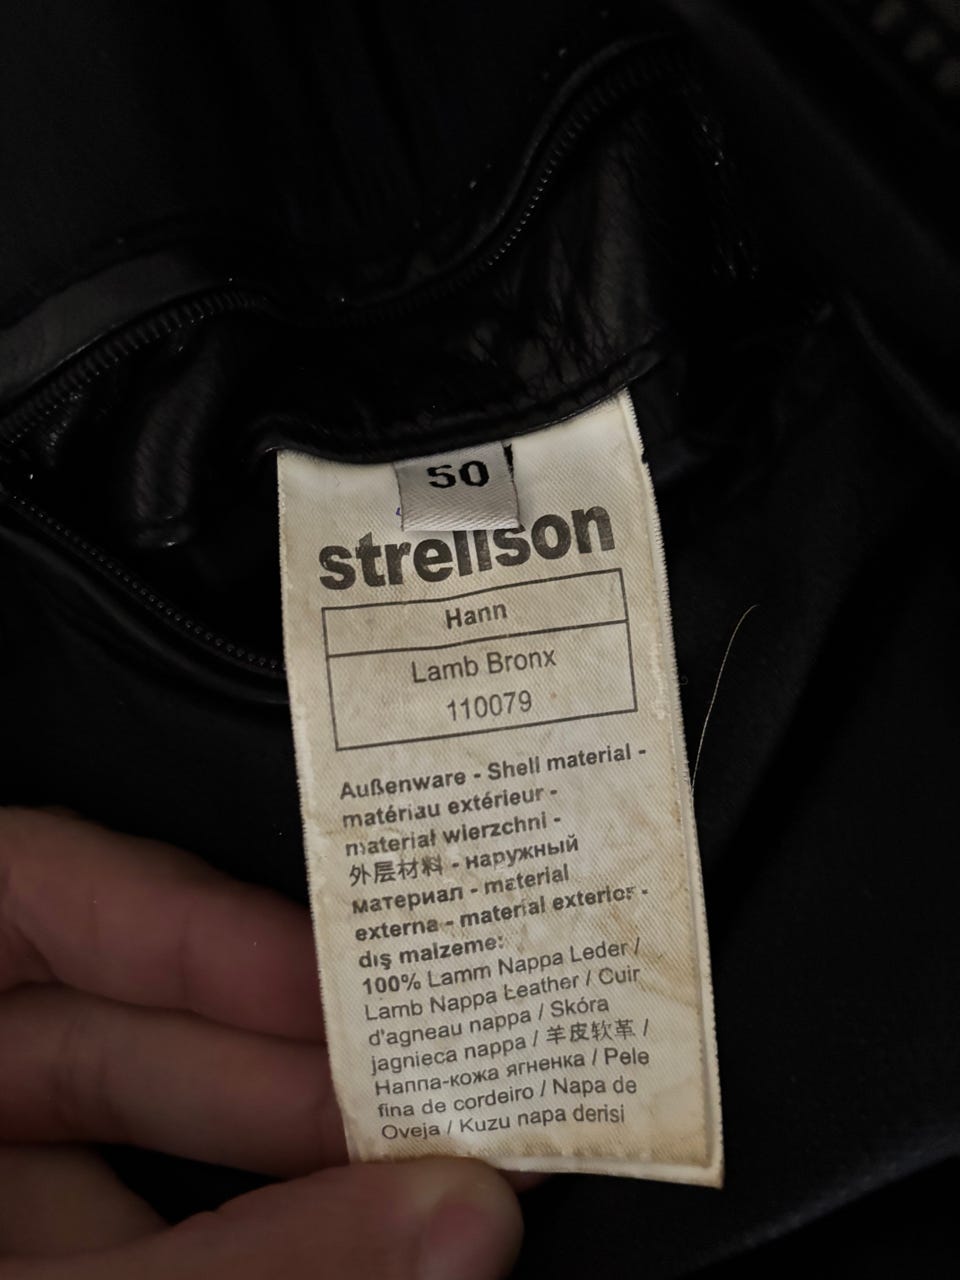 50
strellson
Hann
Lamb Bronx
110079
Außenware - Shell material -
matériau extérieur -
materiał wierzchni -
外层材料 - наружный
материал - material
externa - material exterior -
dış malzeme:
100% Lamm Nappa Leder /
Lamb Nappa Leather / Cuir
d'agneau nappa / Skóra
jagnieca nappa / 羊皮软革 /
Наппа-кожа ягненка / Pele
fina de cordeiro / Napa de
Oveja / Kuzu napa derisi